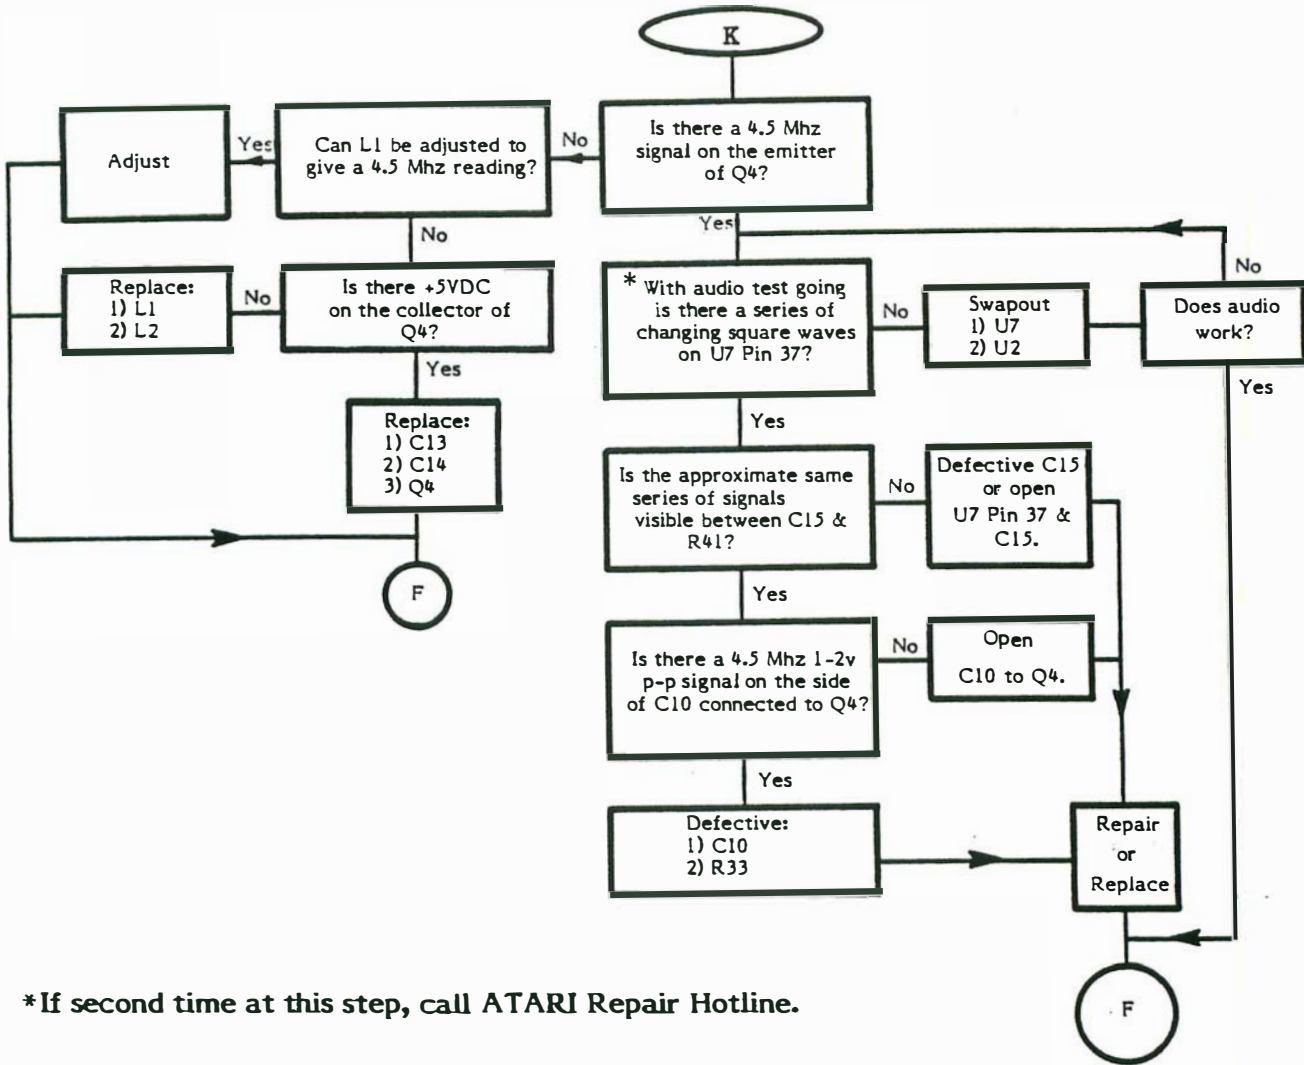 K
Is there a 4.5 Mhz
signal on the emitter
of Q4?
No
Can L1 be adjusted to
give a 4.5 Mhz reading?
Yes
Adjust
No
Is there +5VDC
on the collector of
Q4?
No
Replace:
1) L1
2) L2
Yes
Replace:
1) C13
2) C14
3) Q4
F
Yes
* With audio test going
is there a series of
changing square waves
on U7 Pin 37?
No
Swapout
1) U7
2) U2
Does audio
work?
No
Yes
Yes
Is the approximate same
series of signals
visible between C15 &
R41?
No
Defective C15
or open
U7 Pin 37 &
C15.
Yes
Is there a 4.5 Mhz 1-2v
p-p signal on the side
of C10 connected to Q4?
No
Open
C10 to Q4.
Yes
Defective:
1) C10
2) R33
Repair
or
Replace
F
*If second time at this step, call ATARI Repair Hotline.